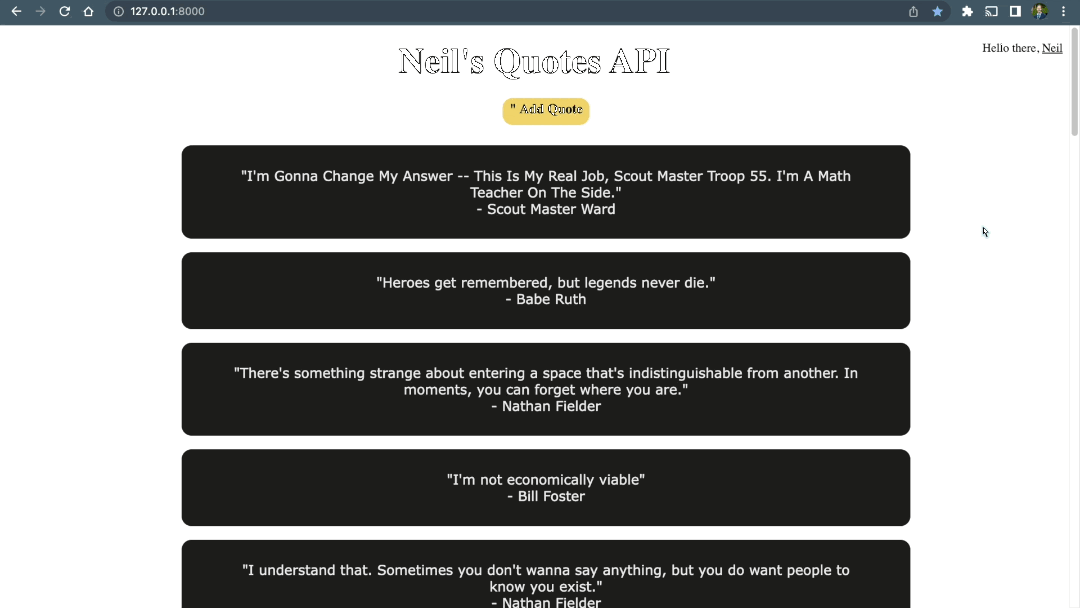 127.0.0.1:8000
Hello there, Neil
Neil's Quotes API
" Add Quote
"I'm Gonna Change My Answer -- This Is My Real Job, Scout Master Troop 55. I'm A Math
Teacher On The Side."
- Scout Master Ward
"Heroes get remembered, but legends never die."
- Babe Ruth
"There's something strange about entering a space that's indistinguishable from another. In
moments, you can forget where you are."
- Nathan Fielder
"I'm not economically viable"
- Bill Foster
"I understand that. Sometimes you don't wanna say anything, but you do want people to
know you exist."
- Nathan Fielder